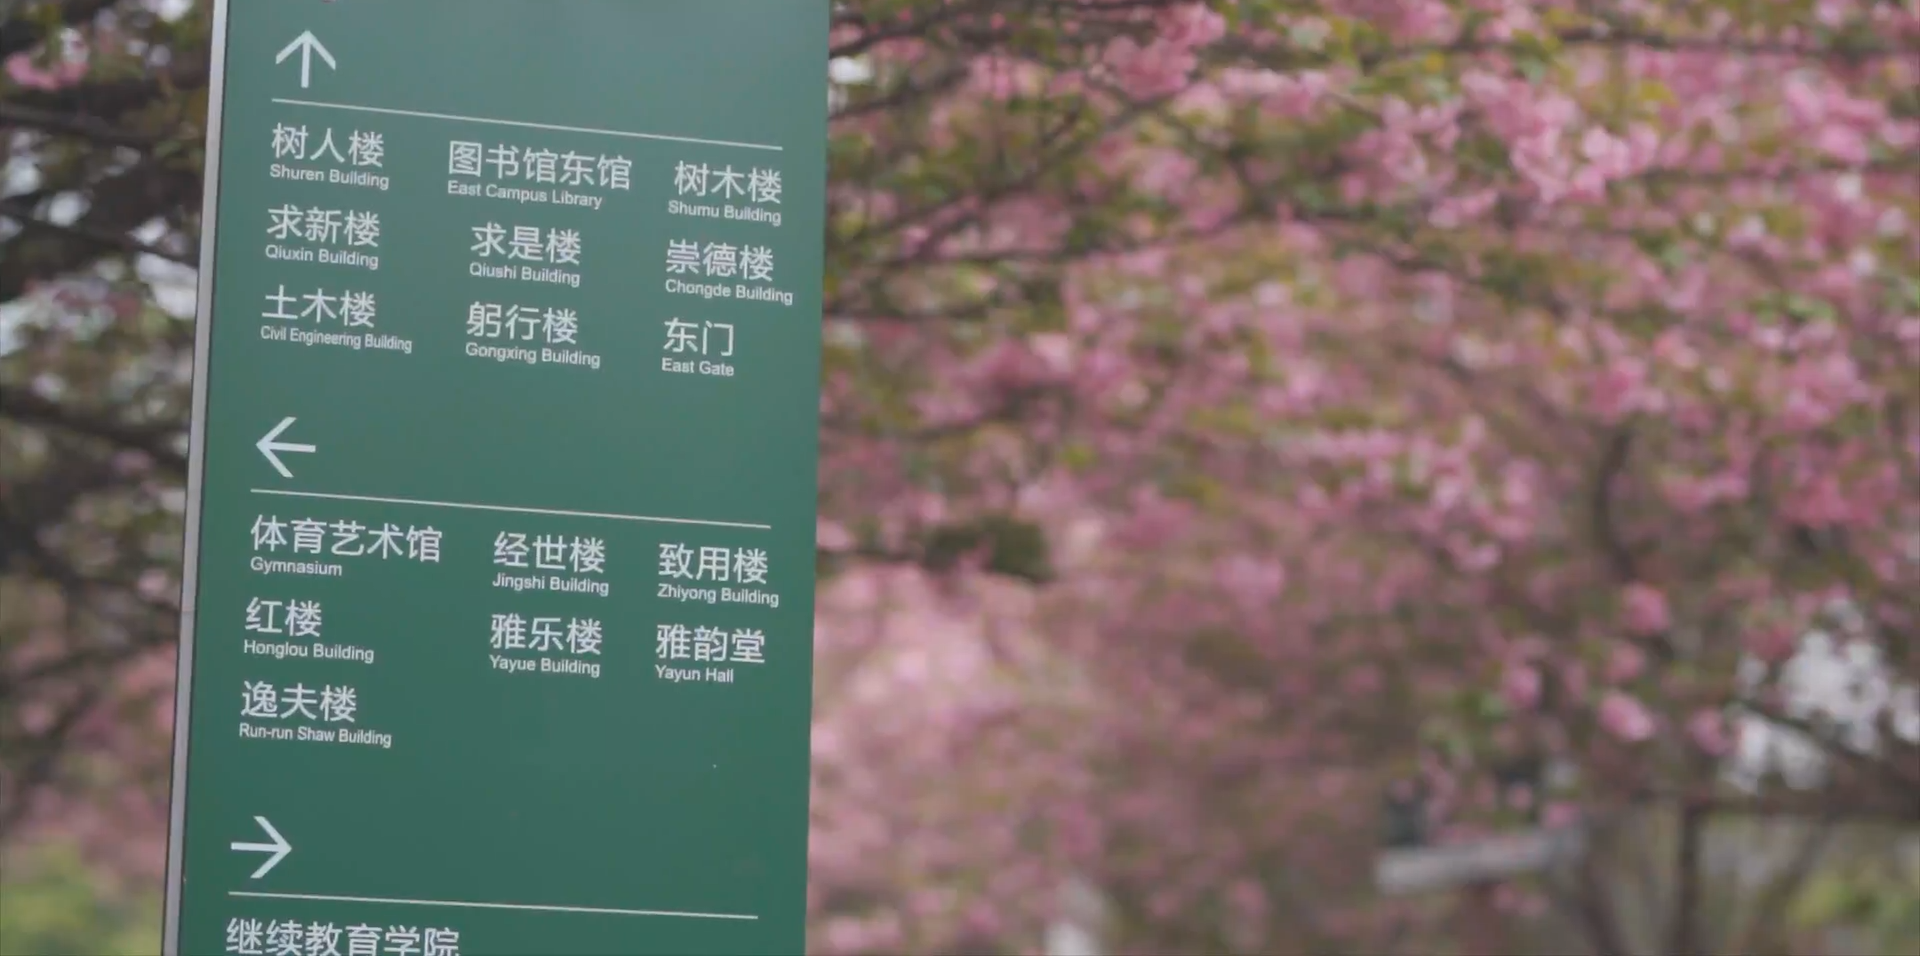 树人楼 图书馆东馆 树木楼
Shuren Building East Campus Library Shumu Building
求新楼 求是楼 崇德楼
Qiuxin Building Qiushi Building Chongde Building
土木楼 躬行楼 东门
Civil Engineering Building Gongxing Building East Gate
体育艺术馆 经世楼 致用楼
Gymnasium Jingshi Building Zhiyong Building
红楼 雅乐楼 雅韵堂
Honglou Building Yayue Building Yayun Hall
逸夫楼
Run-run Shaw Building
继续教育学院